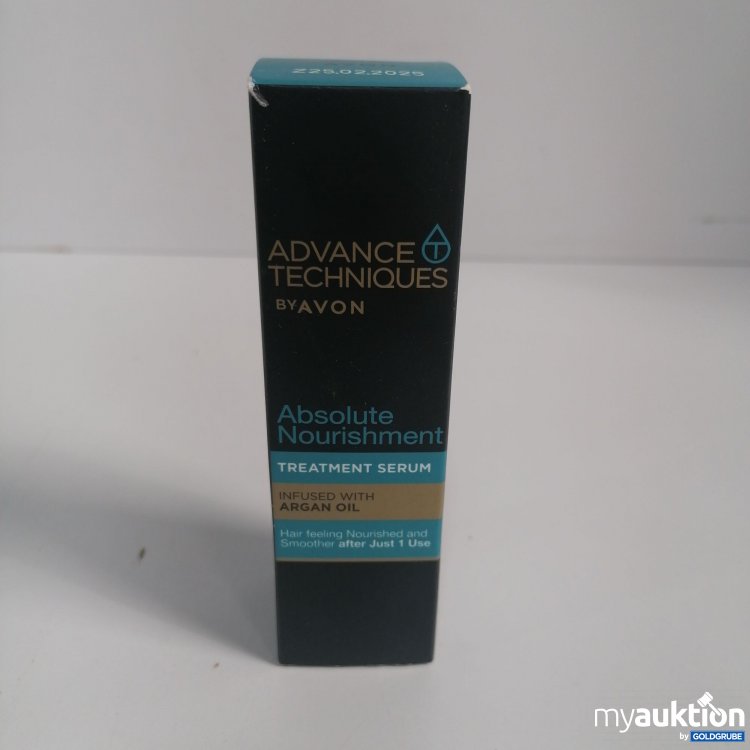 Z25.02.2025
ADVANCE T
TECHNIQUES
BY AVON
Absolute
Nourishment
TREATMENT SERUM
INFUSED WITH
ARGAN OIL
Hair feeling Nourished and
Smoother after Just 1 Use
myauktion
by GOLDGRUBE